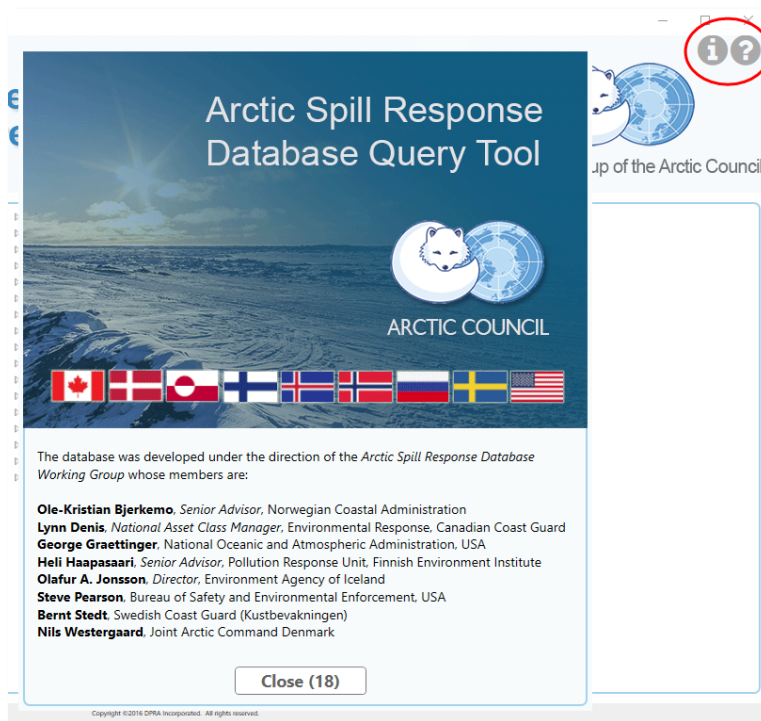 Arctic Spill Response
Database Query Tool
up of the Arctic Council
ARCTIC COUNCIL
The database was developed under the direction of the Arctic Spill Response Database
Working Group whose members are:
Ole-Kristian Bjerkemo, Senior Advisor, Norwegian Coastal Administration
Lynn Denis, National Asset Class Manager, Environmental Response, Canadian Coast Guard
George Graettinger, National Oceanic and Atmospheric Administration, USA
Heli Haapasaari, Senior Advisor, Pollution Response Unit, Finnish Environment Institute
Olafur A. Jonsson, Director, Environment Agency of Iceland
Steve Pearson, Bureau of Safety and Environmental Enforcement, USA
Bernt Stedt, Swedish Coast Guard (Kustbevakningen)
Nils Westergaard, Joint Arctic Command Denmark
Close (18)
Copyright ©2016 DPRA Incorporated. All rights reserved.